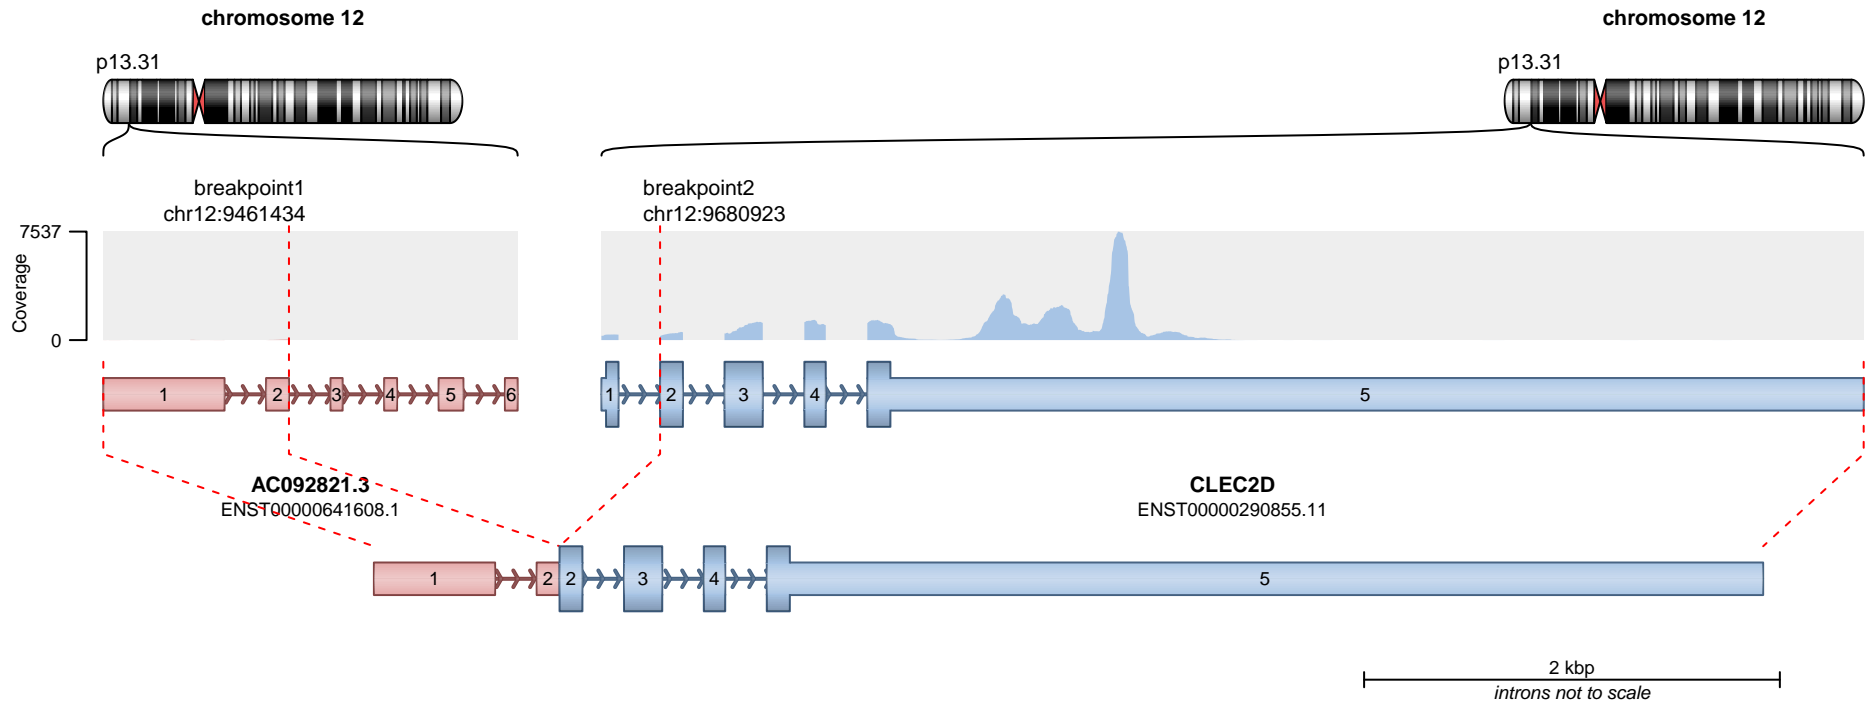 chromosome 12
chromosome 12
p13.31
p13.31
breakpoint1
chr12:9461434
breakpoint2
chr12:9680923
7537
Coverage
0
1 2 3 4 5 6
1 2 3 4 5
AC092821.3
ENST00000641608.1
CLEC2D
ENST00000290855.11
1 2 2 3 4 5
2 kbp
introns not to scale